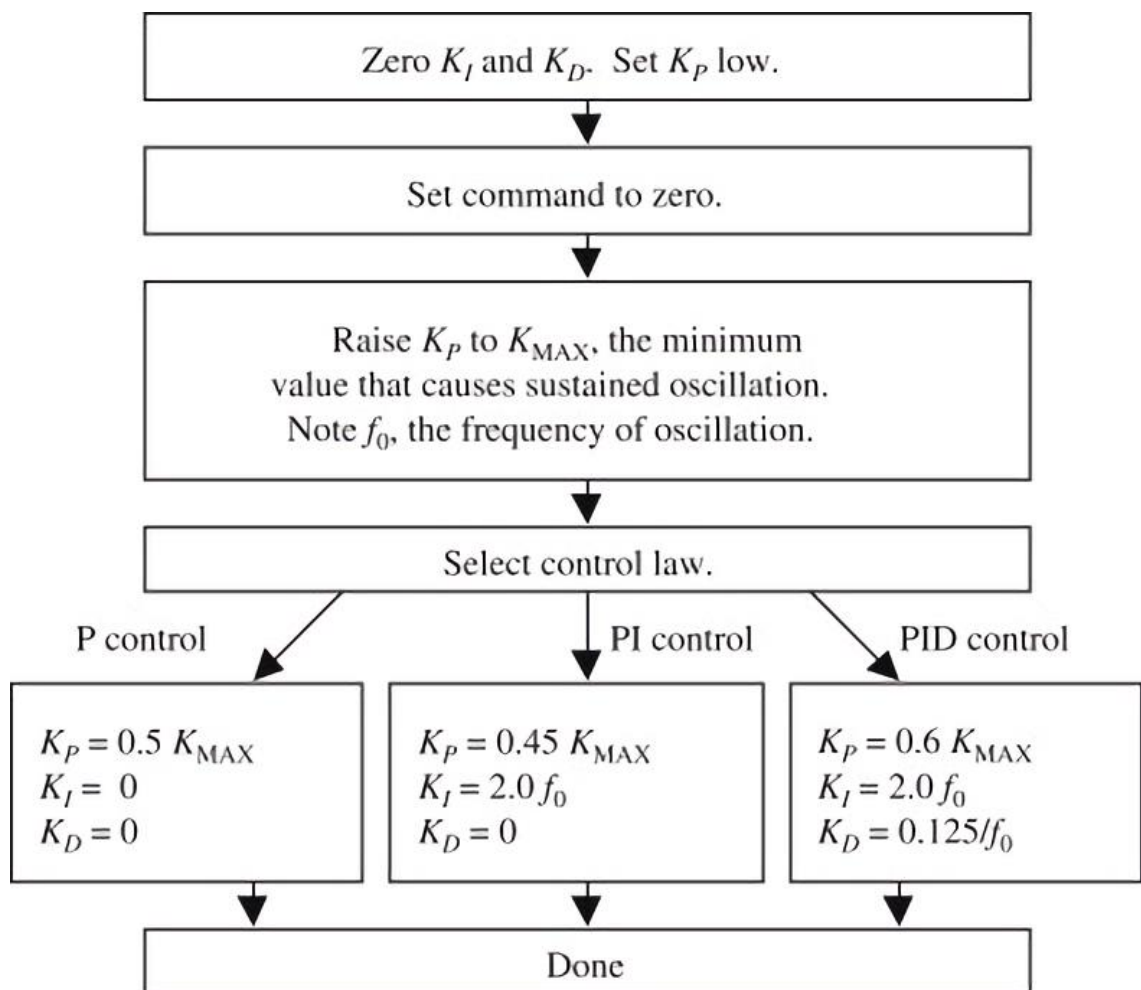 Zero K_I and K_D. Set K_P low.
Set command to zero.
Raise K_P to K_MAX, the minimum
value that causes sustained oscillation.
Note f_0, the frequency of oscillation.
Select control law.
P control
PI control
PID control
K_P = 0.5 K_MAX
K_I = 0
K_D = 0
K_P = 0.45 K_MAX
K_I = 2.0 f_0
K_D = 0
K_P = 0.6 K_MAX
K_I = 2.0 f_0
K_D = 0.125/f_0
Done